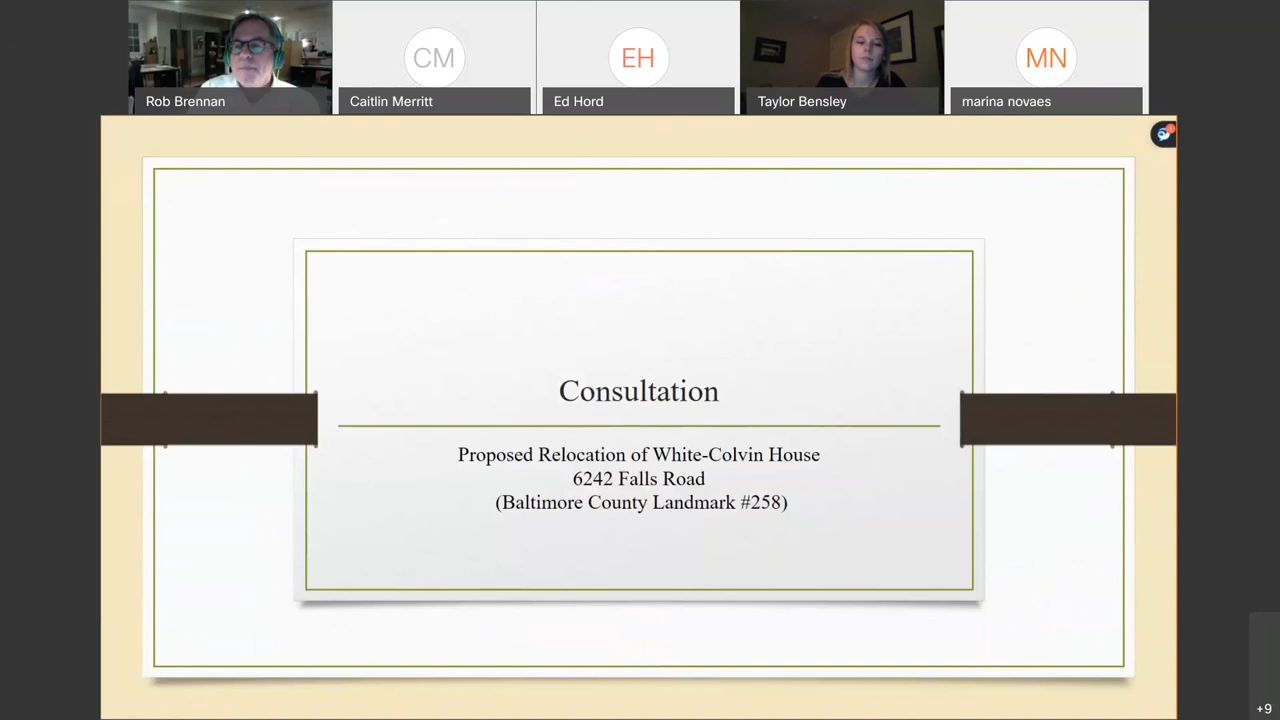 CM
EH
MN
Rob Brennan
Caitlin Merritt
Ed Hord
Taylor Bensley
marina novaes
Consultation
Proposed Relocation of White-Colvin House
6242 Falls Road
(Baltimore County Landmark #258)
+9